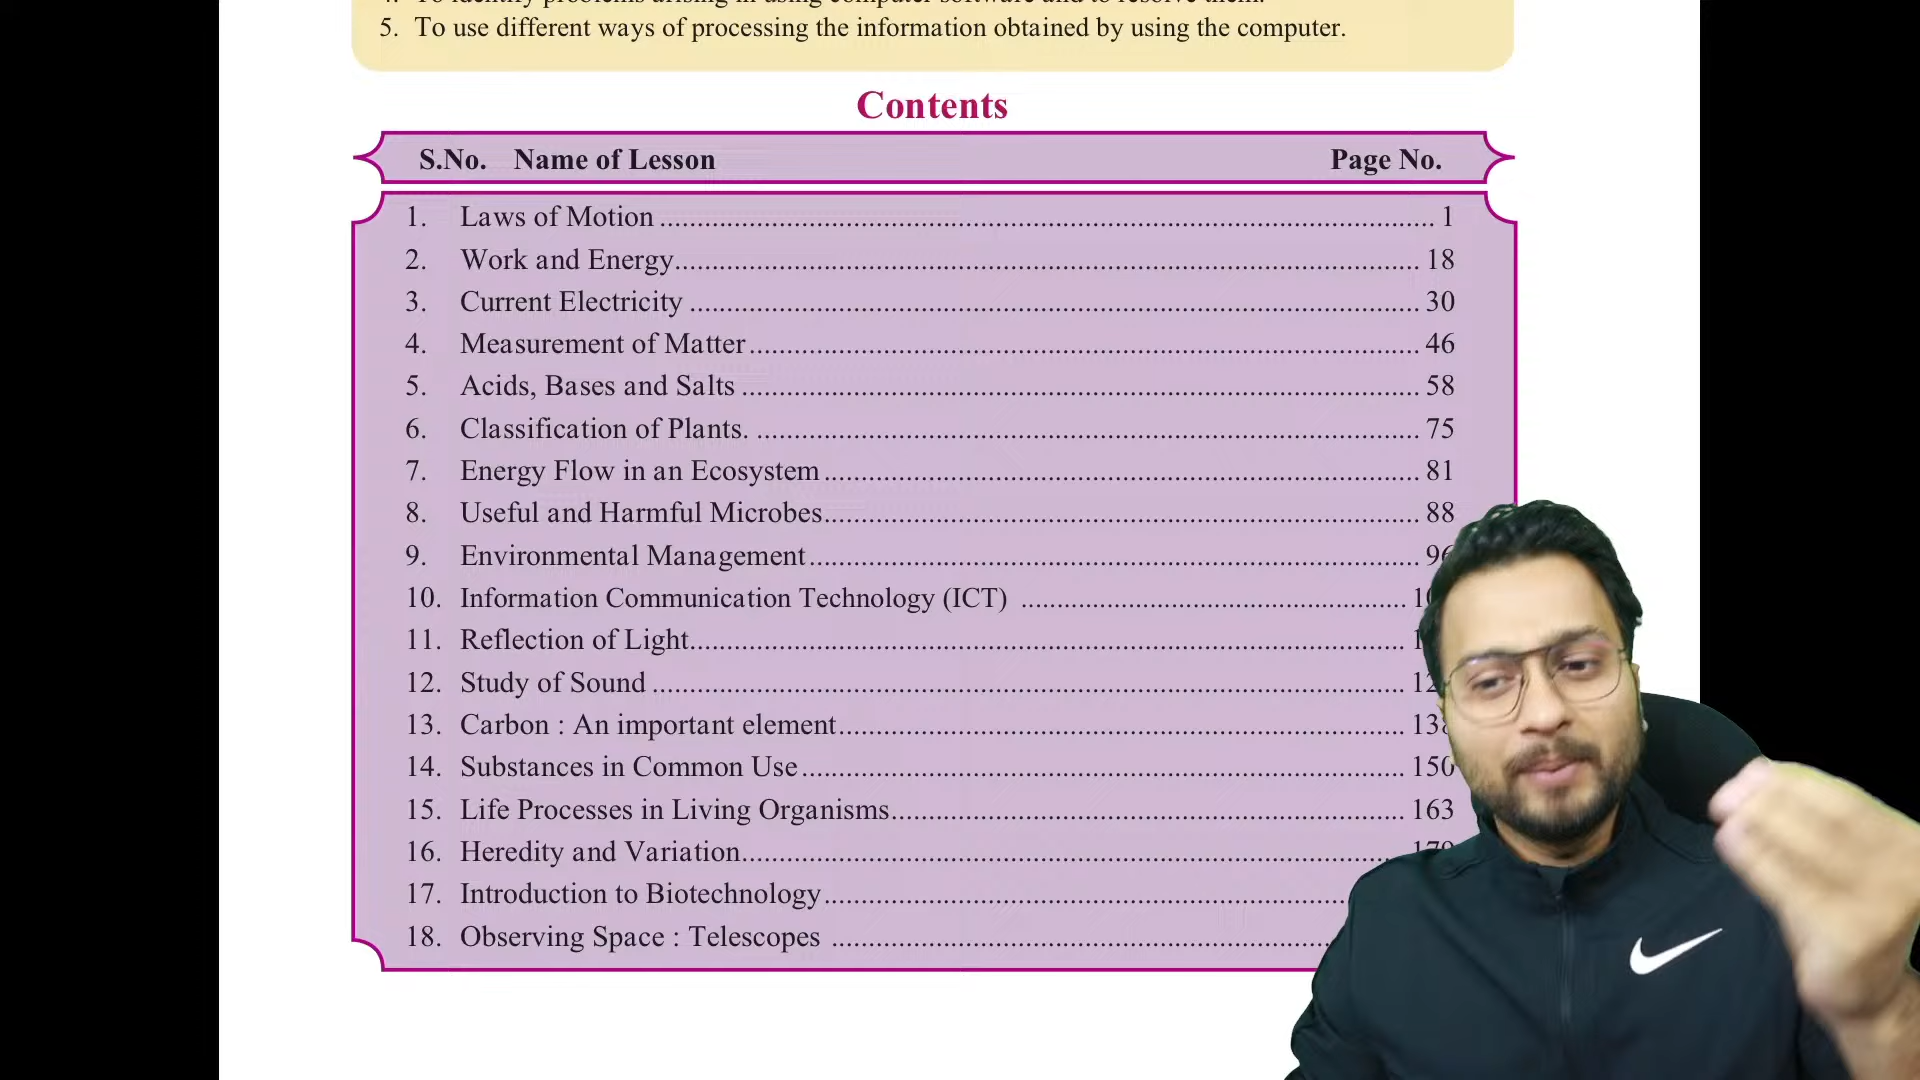 5. To use different ways of processing the information obtained by using the computer.
Contents
S.No. Name of Lesson Page No.
1. Laws of Motion 1
2. Work and Energy 18
3. Current Electricity 30
4. Measurement of Matter 46
5. Acids, Bases and Salts 58
6. Classification of Plants. 75
7. Energy Flow in an Ecosystem 81
8. Useful and Harmful Microbes 88
9. Environmental Management
10. Information Communication Technology (ICT)
11. Reflection of Light
12. Study of Sound
13. Carbon : An important element
14. Substances in Common Use 150
15. Life Processes in Living Organisms 163
16. Heredity and Variation
17. Introduction to Biotechnology
18. Observing Space : Telescopes